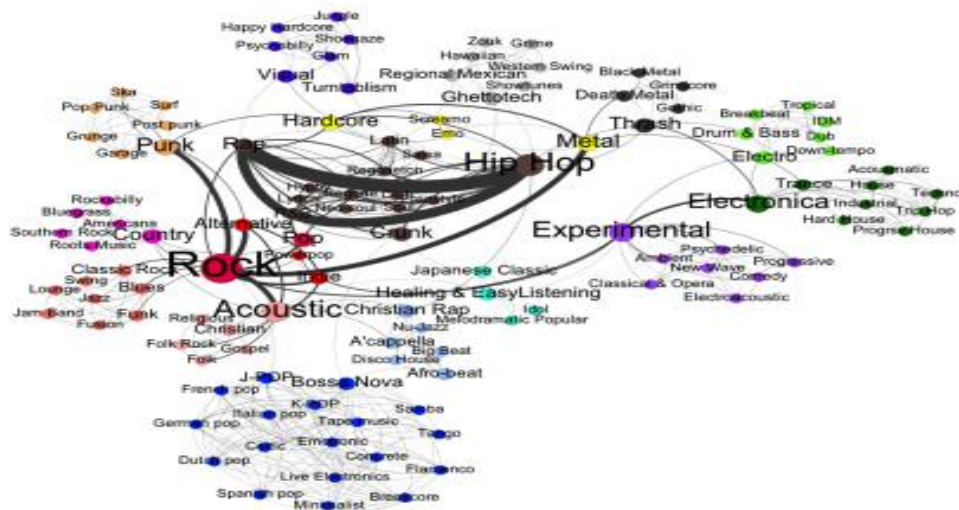 Jungle
Happy Hardcore
Shoegaze
Psychobilly
Glam
Visual
Turntablism
Zouk
Grime
Hawaiian
Western Swing
Regional Mexican
Showtunes
Ghettotech
Black Metal
Grindcore
Death Metal
Gothic
Thrash
Tropical
Breakbeat
IDM
Drum & Bass
Dub
Down-tempo
Electro
Ska
Pop Punk
Surf
Post punk
Grunge
Garage
Punk
Hardcore
Screamo
Emo
Rap
Latin
Salsa
Reggaeton
Metal
Hip Hop
Hyphy
Neosoul
Crunk
Trance
Acousmatic
House
Techno
Industrial
Trip Hop
Hard House
Progressive House
Electronica
Rockabilly
Bluegrass
Americana
Southern Rock
Country
Roots Music
Alternative
Pop
Powerpop
Rock
Indie
Experimental
Psychedelic
Ambient
Progressive
New Wave
Comedy
Classical & Opera
Electroacoustic
Classic Rock
Swing
Lounge
Blues
Jazz
Jam Band
Funk
Fusion
Acoustic
Religious
Christian
Folk Rock
Gospel
Folk
Japanese Classic
Healing & EasyListening
Christian Rap
Idol
Melodramatic Popular
Nu-Jazz
A'cappella
Big Beat
Disco House
Afro-beat
J-POP
Bossa Nova
French pop
K-POP
Samba
Italian pop
German pop
Tape music
Tango
Celtic
Emotronic
Concrete
Dutch pop
Flamenco
Live Electronics
Spanish pop
Breakcore
Minimalist